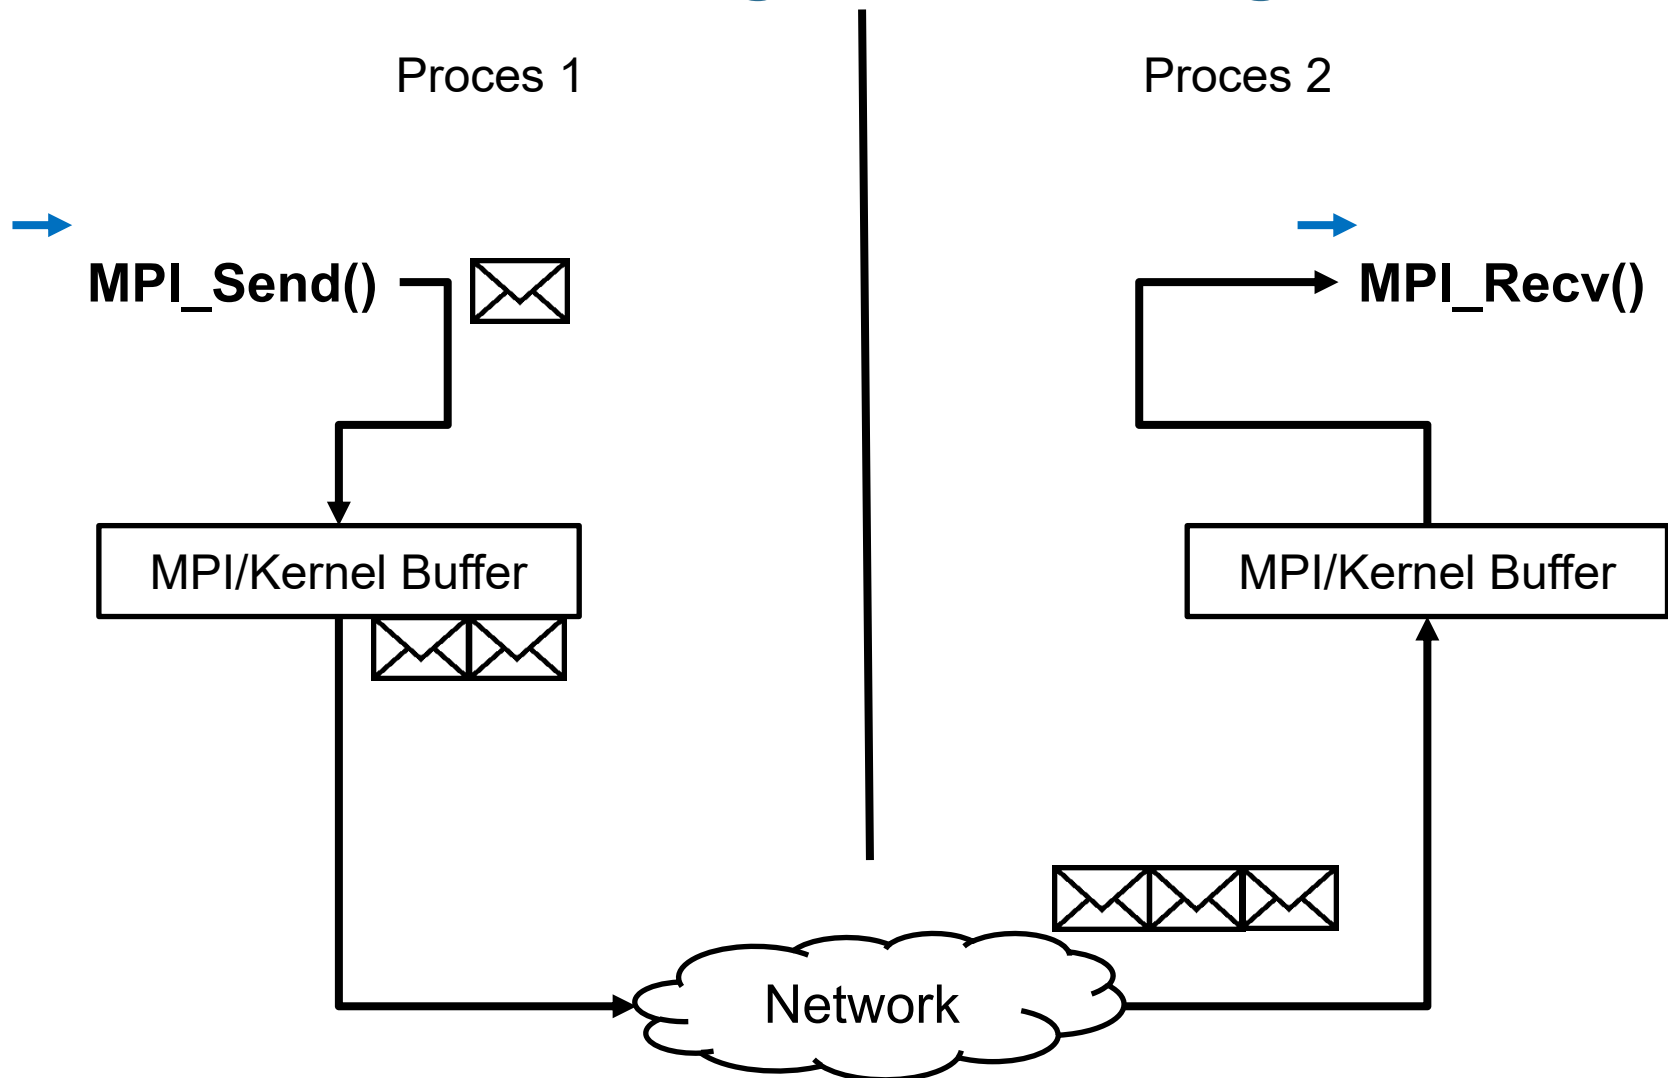 Proces 1
Proces 2
MPI_Send()
MPI_Recv()
MPI/Kernel Buffer
MPI/Kernel Buffer
Network